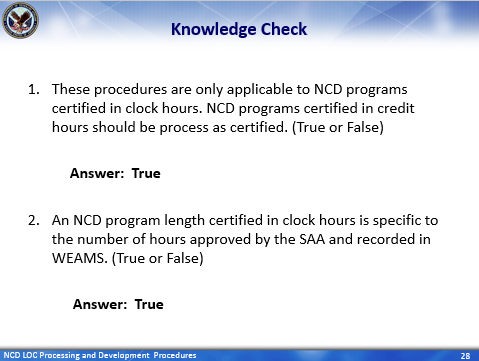 Knowledge Check
1. These procedures are only applicable to NCD programs
certified in clock hours. NCD programs certified in credit
hours should be process as certified. (True or False)
Answer: True
2. An NCD program length certified in clock hours is specific to
the number of hours approved by the SAA and recorded in
WEAMS. (True or False)
Answer: True
NCD LOC Processing and Development Procedures
28